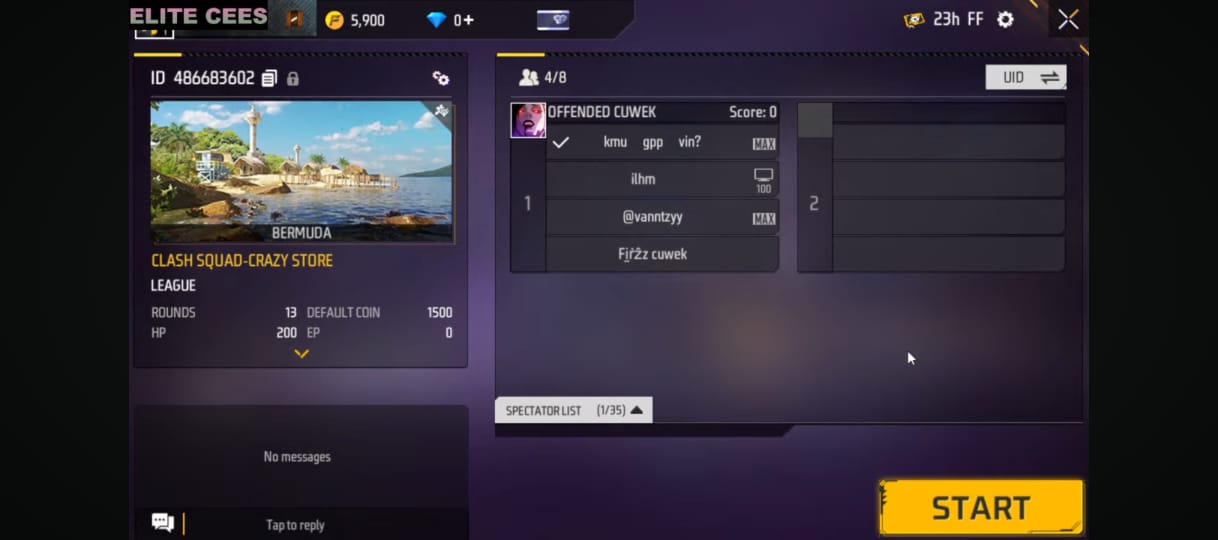 ELITE CEES
5,900
0+
23h FF
ID 486683602
BERMUDA
CLASH SQUAD-CRAZY STORE
LEAGUE
ROUNDS 13 DEFAULT COIN 1500
HP 200 EP 0
No messages
Tap to reply
4/8
UID
OFFENDED CUWEK Score: 0
1
kmu gpp vin? MAX
ilhm 100
@vanntzyy MAX
2
SPECTATOR LIST (1/35)
START